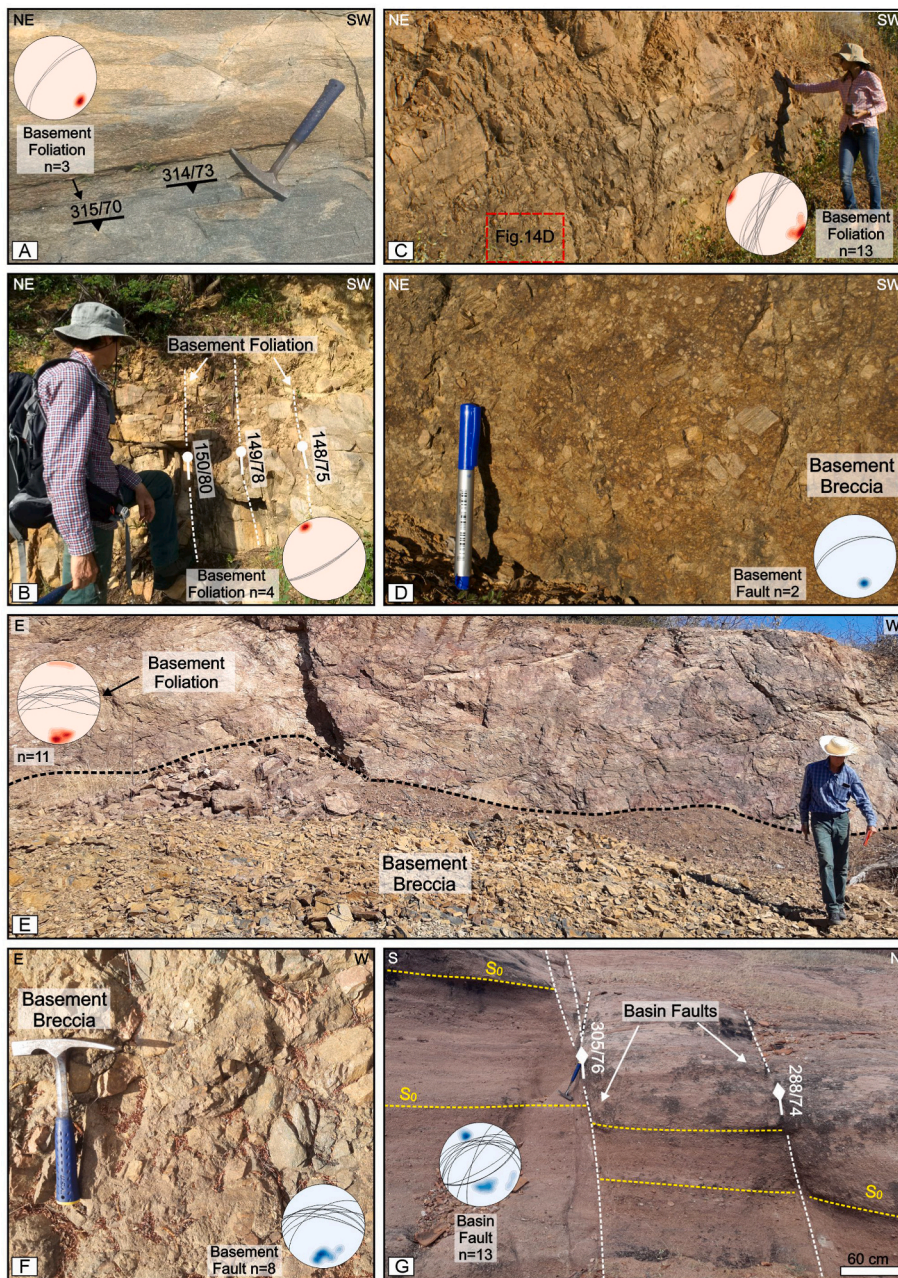 NE
SW
Basement
Foliation
n=3
314/73
315/70
A
NE
SW
Fig.14D
Basement
Foliation
n=13
C
NE
SW
Basement Foliation
150/80
149/78
148/75
Basement
Foliation n=4
B
NE
SW
Basement
Breccia
Basement
Fault n=2
D
E
W
Basement
Foliation
n=11
Basement
Breccia
E
E
W
Basement
Breccia
Basement
Fault n=8
F
S
N
S₀
Basin Faults
305/76
288/74
S₀
S₀
Basin
Fault
n=13
60 cm
G